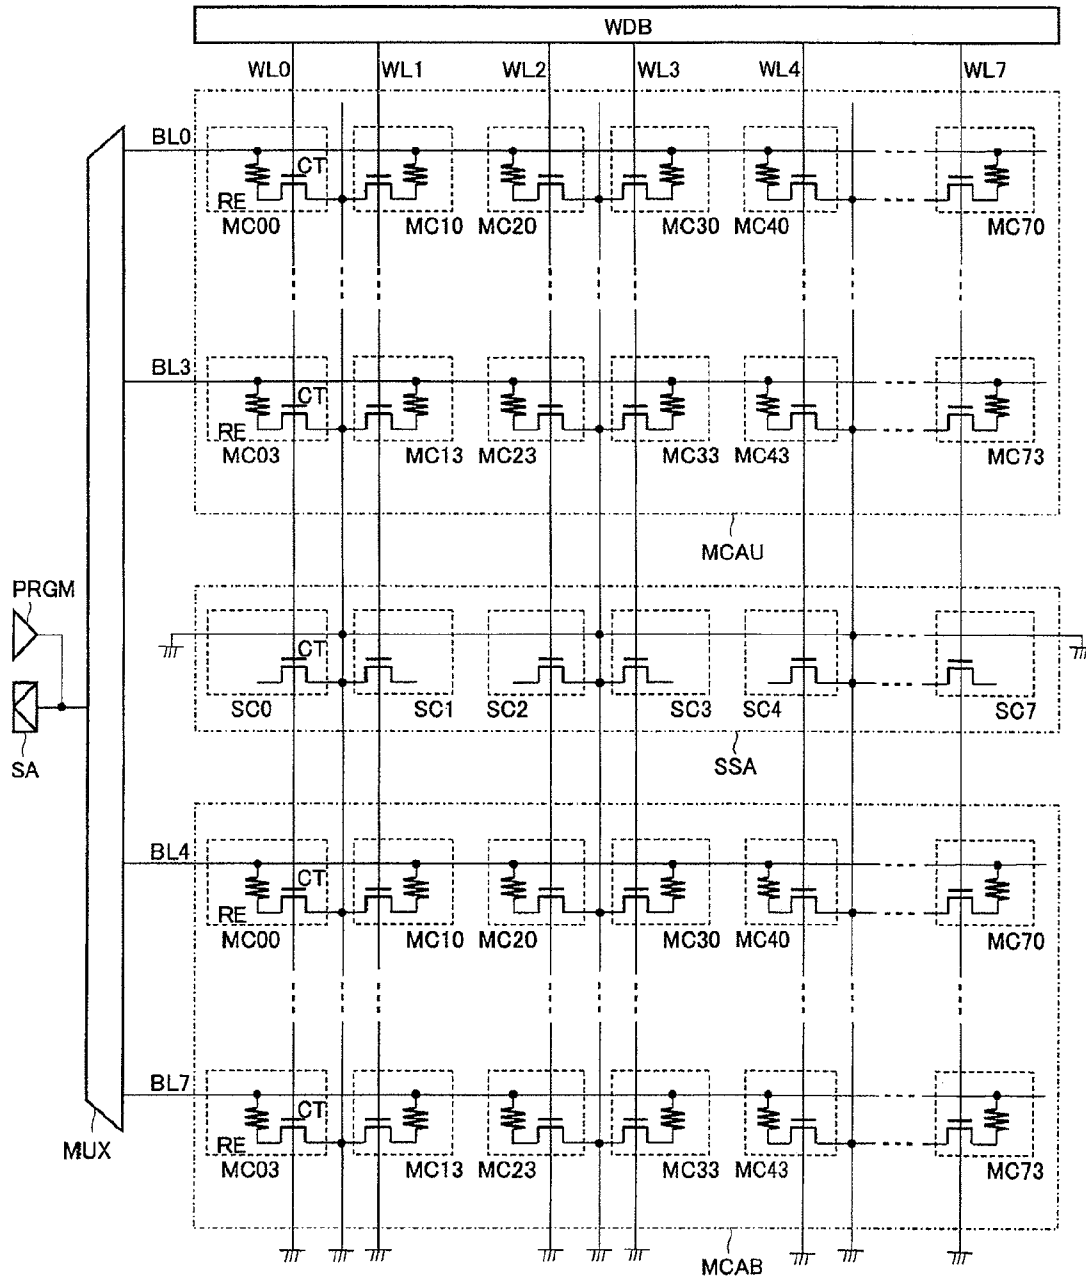 WDB
WL0 WL1 WL2 WL3 WL4 WL7
BL0
CT
RE
MC00 MC10 MC20 MC30 MC40 MC70
BL3
CT
RE
MC03 MC13 MC23 MC33 MC43 MC73
MCAU
PRGM
CT
SC0 SC1 SC2 SC3 SC4 SC7
SA
SSA
BL4
CT
RE
MC00 MC10 MC20 MC30 MC40 MC70
BL7
CT
RE
MUX
MC03 MC13 MC23 MC33 MC43 MC73
MCAB